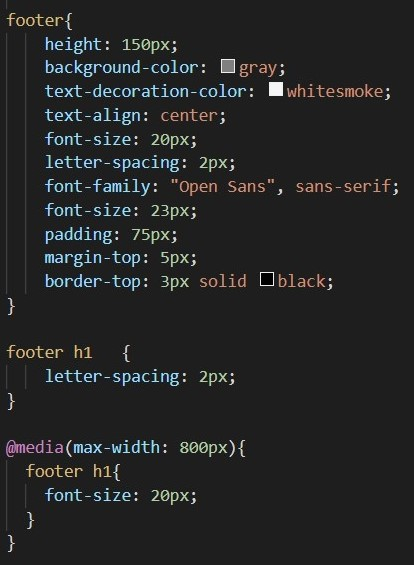 footer{
height: 150px;
background-color: gray;
text-decoration-color: whitesmoke;
text-align: center;
font-size: 20px;
letter-spacing: 2px;
font-family: "Open Sans", sans-serif;
font-size: 23px;
padding: 75px;
margin-top: 5px;
border-top: 3px solid black;
}
footer h1   {
letter-spacing: 2px;
}
@media(max-width: 800px){
footer h1{
font-size: 20px;
}
}